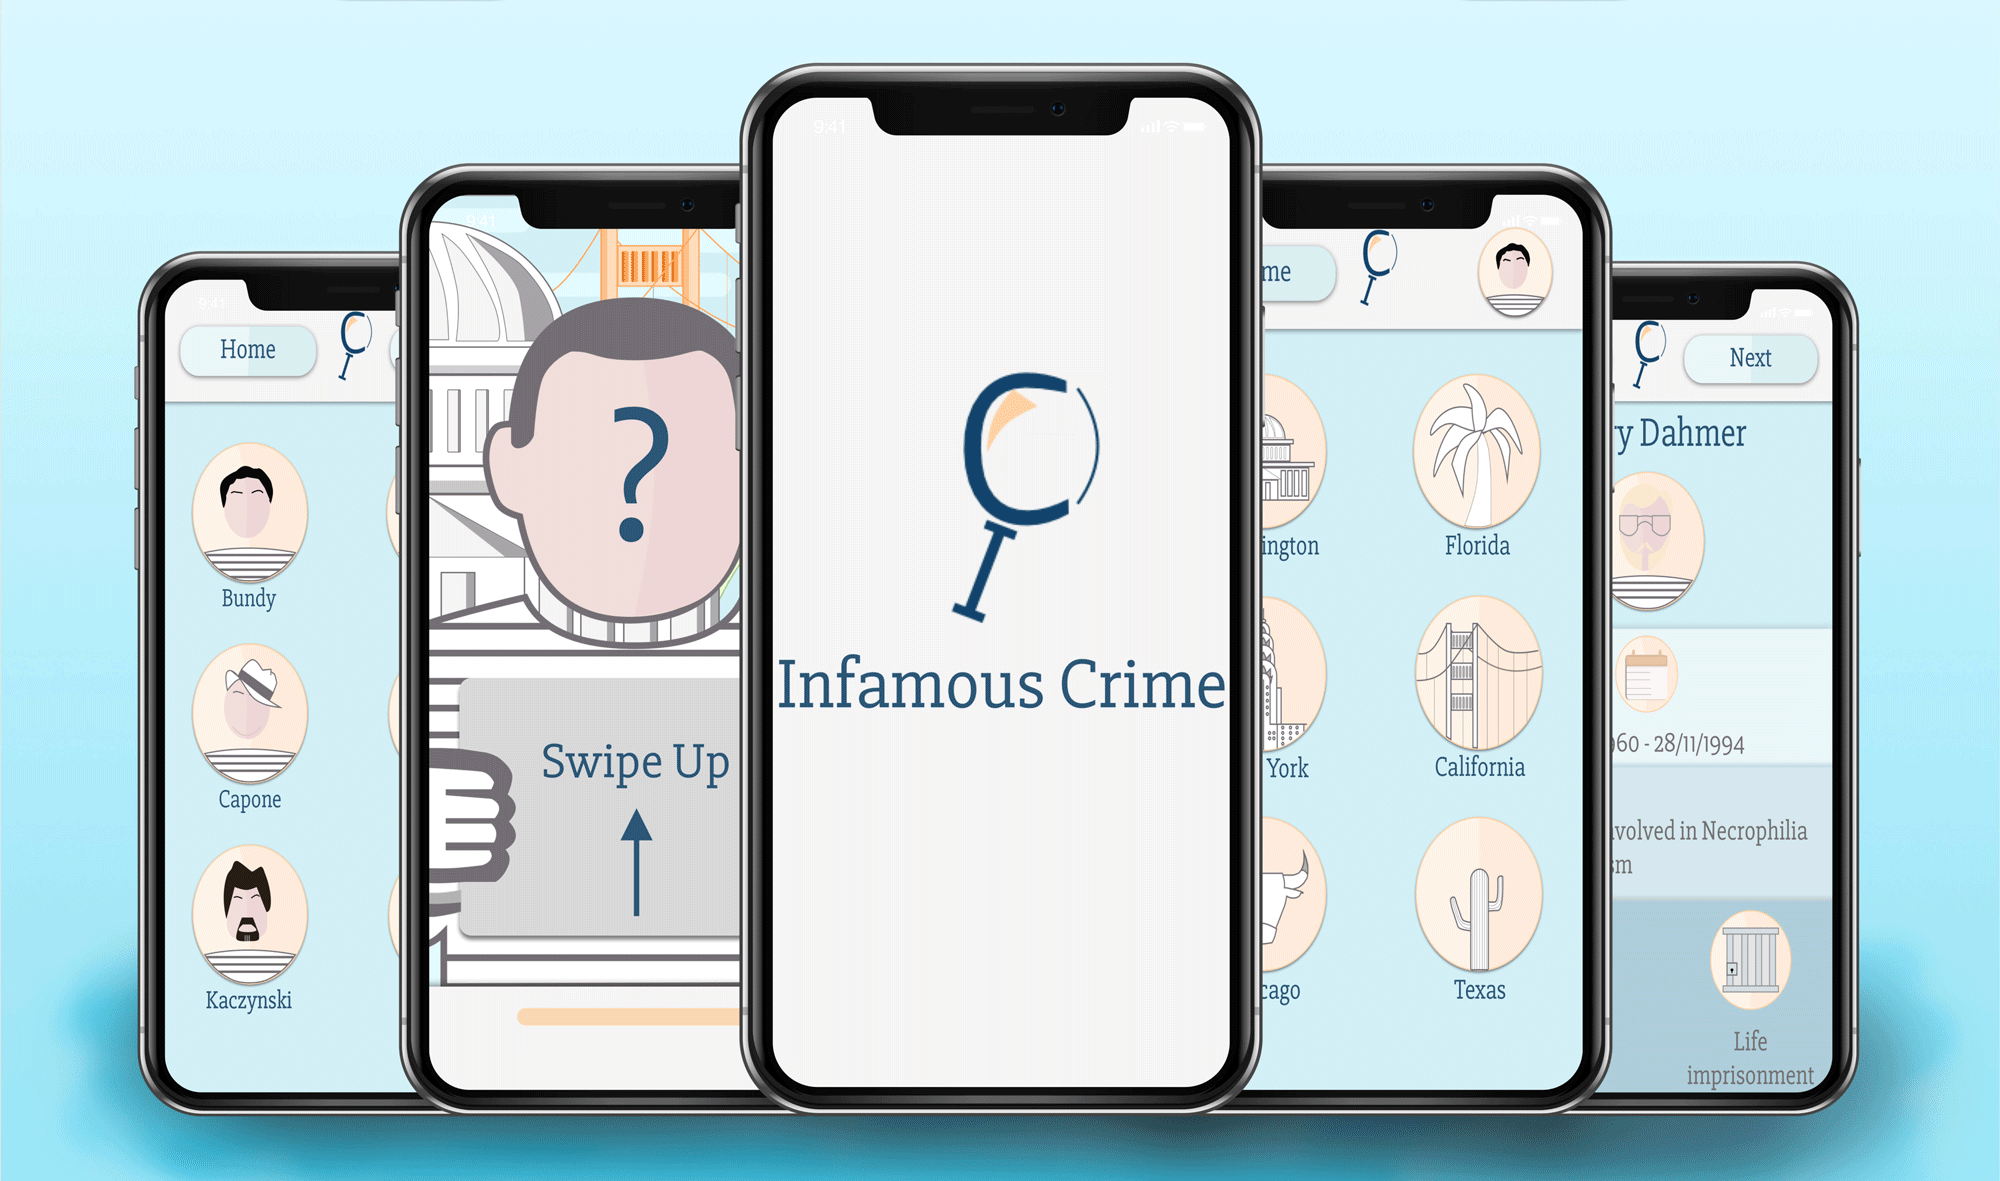 9:41
Home
Bundy
Capone
Kaczynski
9:41
?
Swipe Up
9:41
Infamous Crime
me
ington
Florida
York
California
cago
Texas
Next
y Dahmer
960 - 28/11/1994
volved in Necrophilia
sm
Life
imprisonment